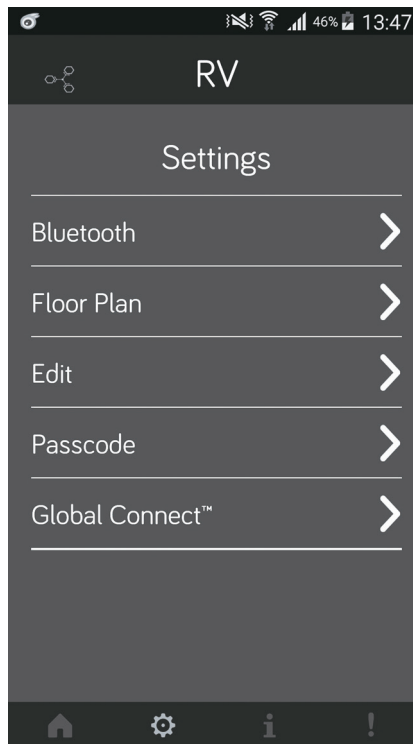 46% 13:47
RV
Settings
Bluetooth
Floor Plan
Edit
Passcode
Global Connect™